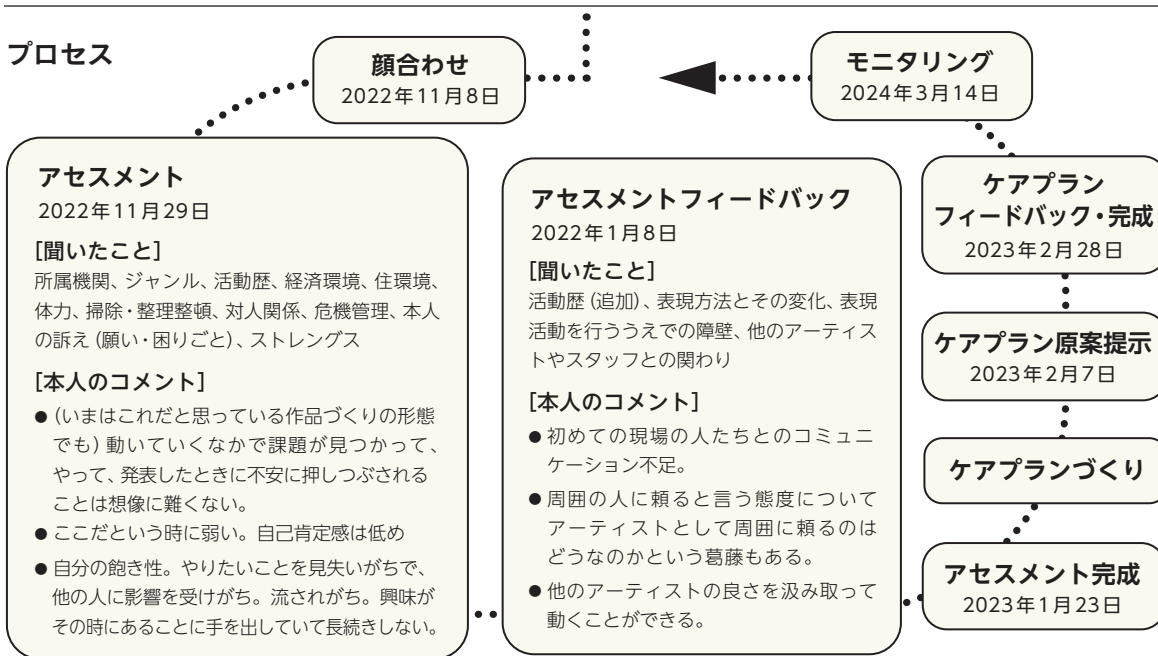 プロセス
顔合わせ
2022年11月8日
アセスメント
2022年11月29日
[聞いたこと]
所属機関、ジャンル、活動歴、経済環境、住環境、
体力、掃除・整理整頓、対人関係、危機管理、本人
の訴え(願い・困りごと)、ストレングス
[本人のコメント]
● (いまはこれだと思っている作品づくりの形態
でも)動いていくなかで課題が見つかって、
やって、発表したときに不安に押しつぶされる
ことは想像に難くない。
● ここだという時に弱い。自己肯定感は低め
● 自分の飽き性。やりたいことを見失いがちで、
他の人に影響を受けがち。流されがち。興味が
その時にあることに手を出していて長続きしない。
アセスメントフィードバック
2022年1月8日
[聞いたこと]
活動歴(追加)、表現方法とその変化、表現
活動を行ううえでの障壁、他のアーティス
トやスタッフとの関わり
[本人のコメント]
● 初めての現場の人たちとのコミュニ
ケーション不足。
● 周囲の人に頼ると言う態度について
アーティストとして周囲に頼るのは
どうなのかという葛藤もある。
● 他のアーティストの良さを汲み取って
動くことができる。
アセスメント完成
2023年1月23日
ケアプランづくり
ケアプラン原案提示
2023年2月7日
ケアプラン
フィードバック・完成
2023年2月28日
モニタリング
2024年3月14日